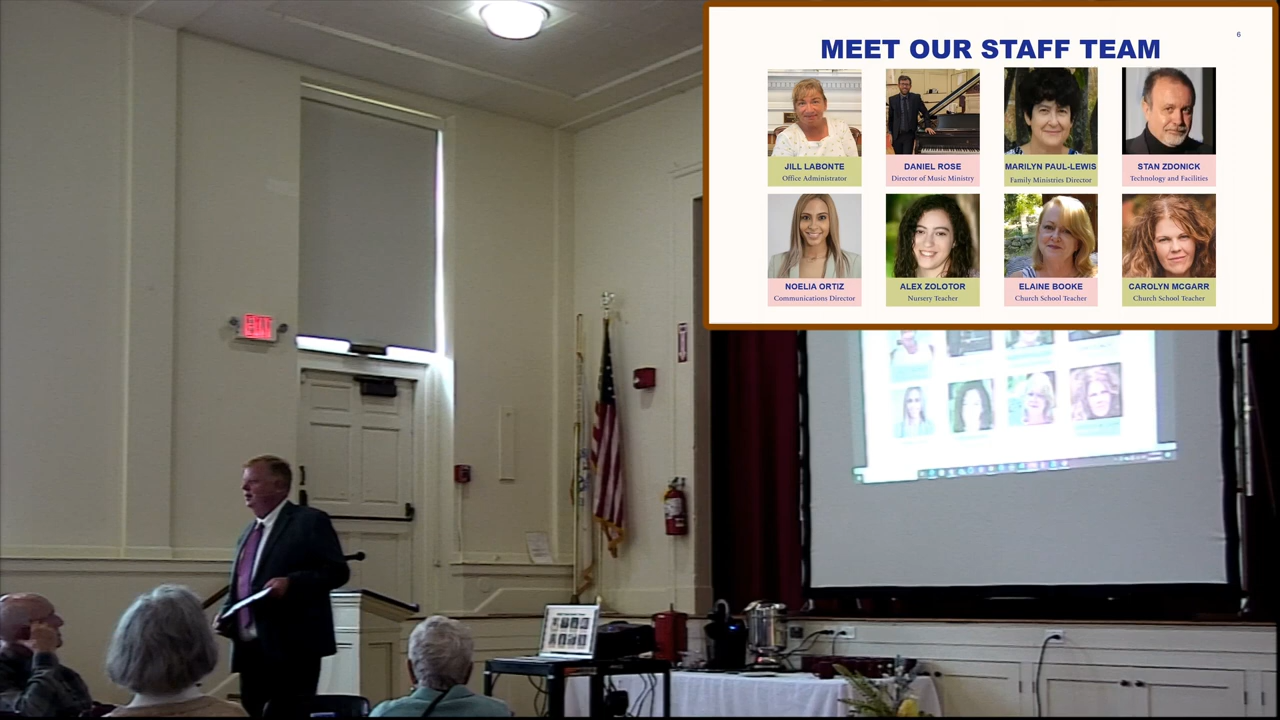 6
MEET OUR STAFF TEAM
JILL LABONTE
Office Administrator
DANIEL ROSE
Director of Music Ministry
MARILYN PAUL-LEWIS
Family Ministries Director
STAN ZDONICK
Technology and Facilities
NOELIA ORTIZ
Communications Director
ALEX ZOLOTOR
Nursery Teacher
ELAINE BOOKE
Church School Teacher
CAROLYN MCGARR
Church School Teacher
EXIT